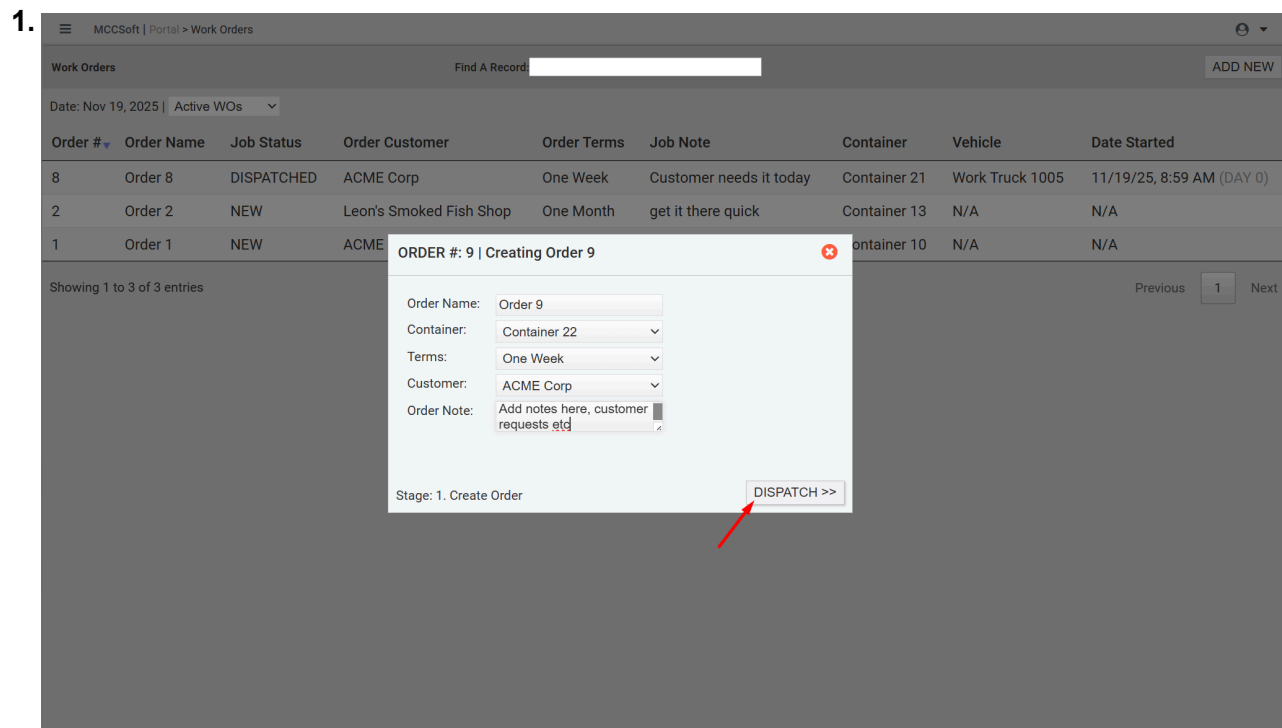 1.
MCCSoft | Portal > Work Orders
Work Orders Find A Record: ADD NEW
Date: Nov 19, 2025 | Active WOs
Order # Order Name Job Status Order Customer Order Terms Job Note Container Vehicle Date Started
8 Order 8 DISPATCHED ACME Corp One Week Customer needs it today Container 21 Work Truck 1005 11/19/25, 8:59 AM (DAY 0)
2 Order 2 NEW Leon's Smoked Fish Shop One Month get it there quick Container 13 N/A N/A
1 Order 1 NEW ACME ontainer 10 N/A N/A
Showing 1 to 3 of 3 entries Previous 1 Next
ORDER #: 9 | Creating Order 9
Order Name: Order 9
Container: Container 22
Terms: One Week
Customer: ACME Corp
Order Note: Add notes here, customer
requests etc
Stage: 1. Create Order DISPATCH >>